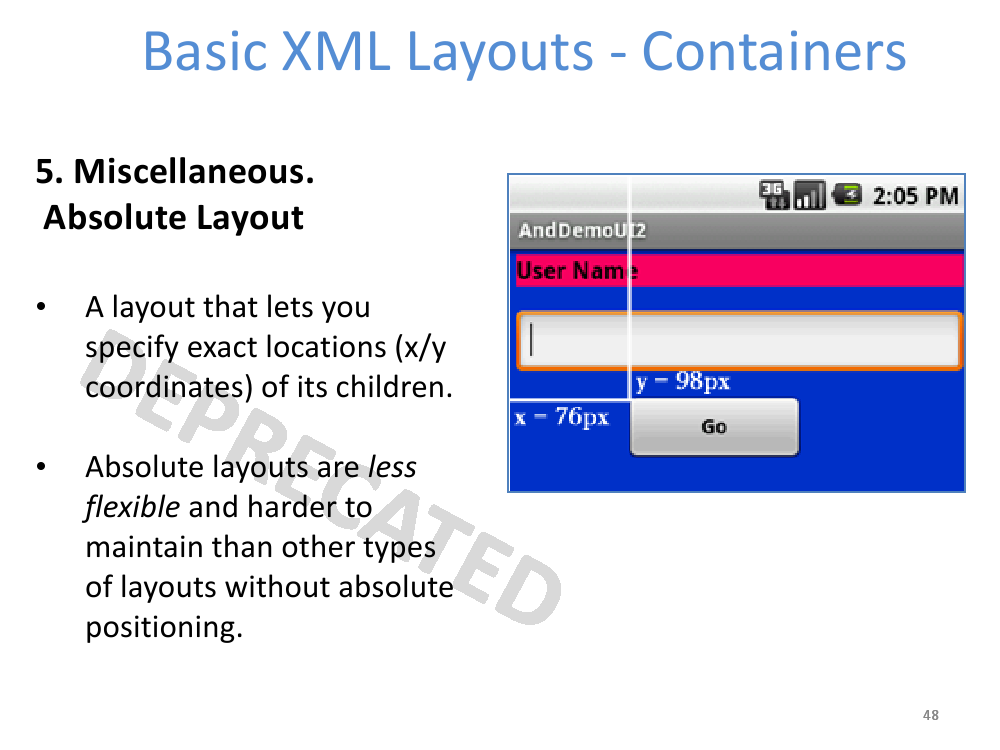 Basic XML Layouts - Containers
5. Miscellaneous.
Absolute Layout
• A layout that lets you
specify exact locations (x/y
coordinates) of its children.
• Absolute layouts are less
flexible and harder to
maintain than other types
of layouts without absolute
positioning.
DEPRECATED
3G 2:05 PM
AndDemoUI2
User Name
y – 98px
x – 76px
Go
48